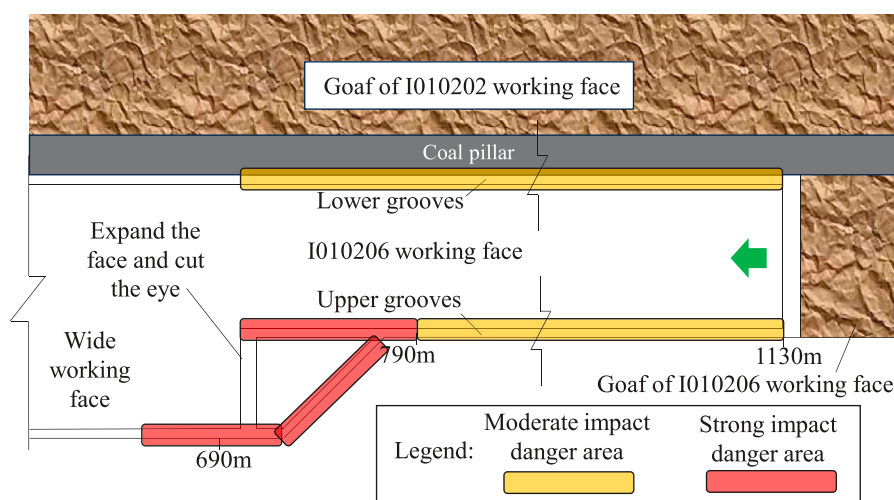 Goaf of I010202 working face
Coal pillar
Lower grooves
Expand the
face and cut
the eye
I010206 working face
Upper grooves
Wide
working
face
790m
1130m
Goaf of I010206 working face
690m
Legend:
Moderate impact
danger area
Strong impact
danger area